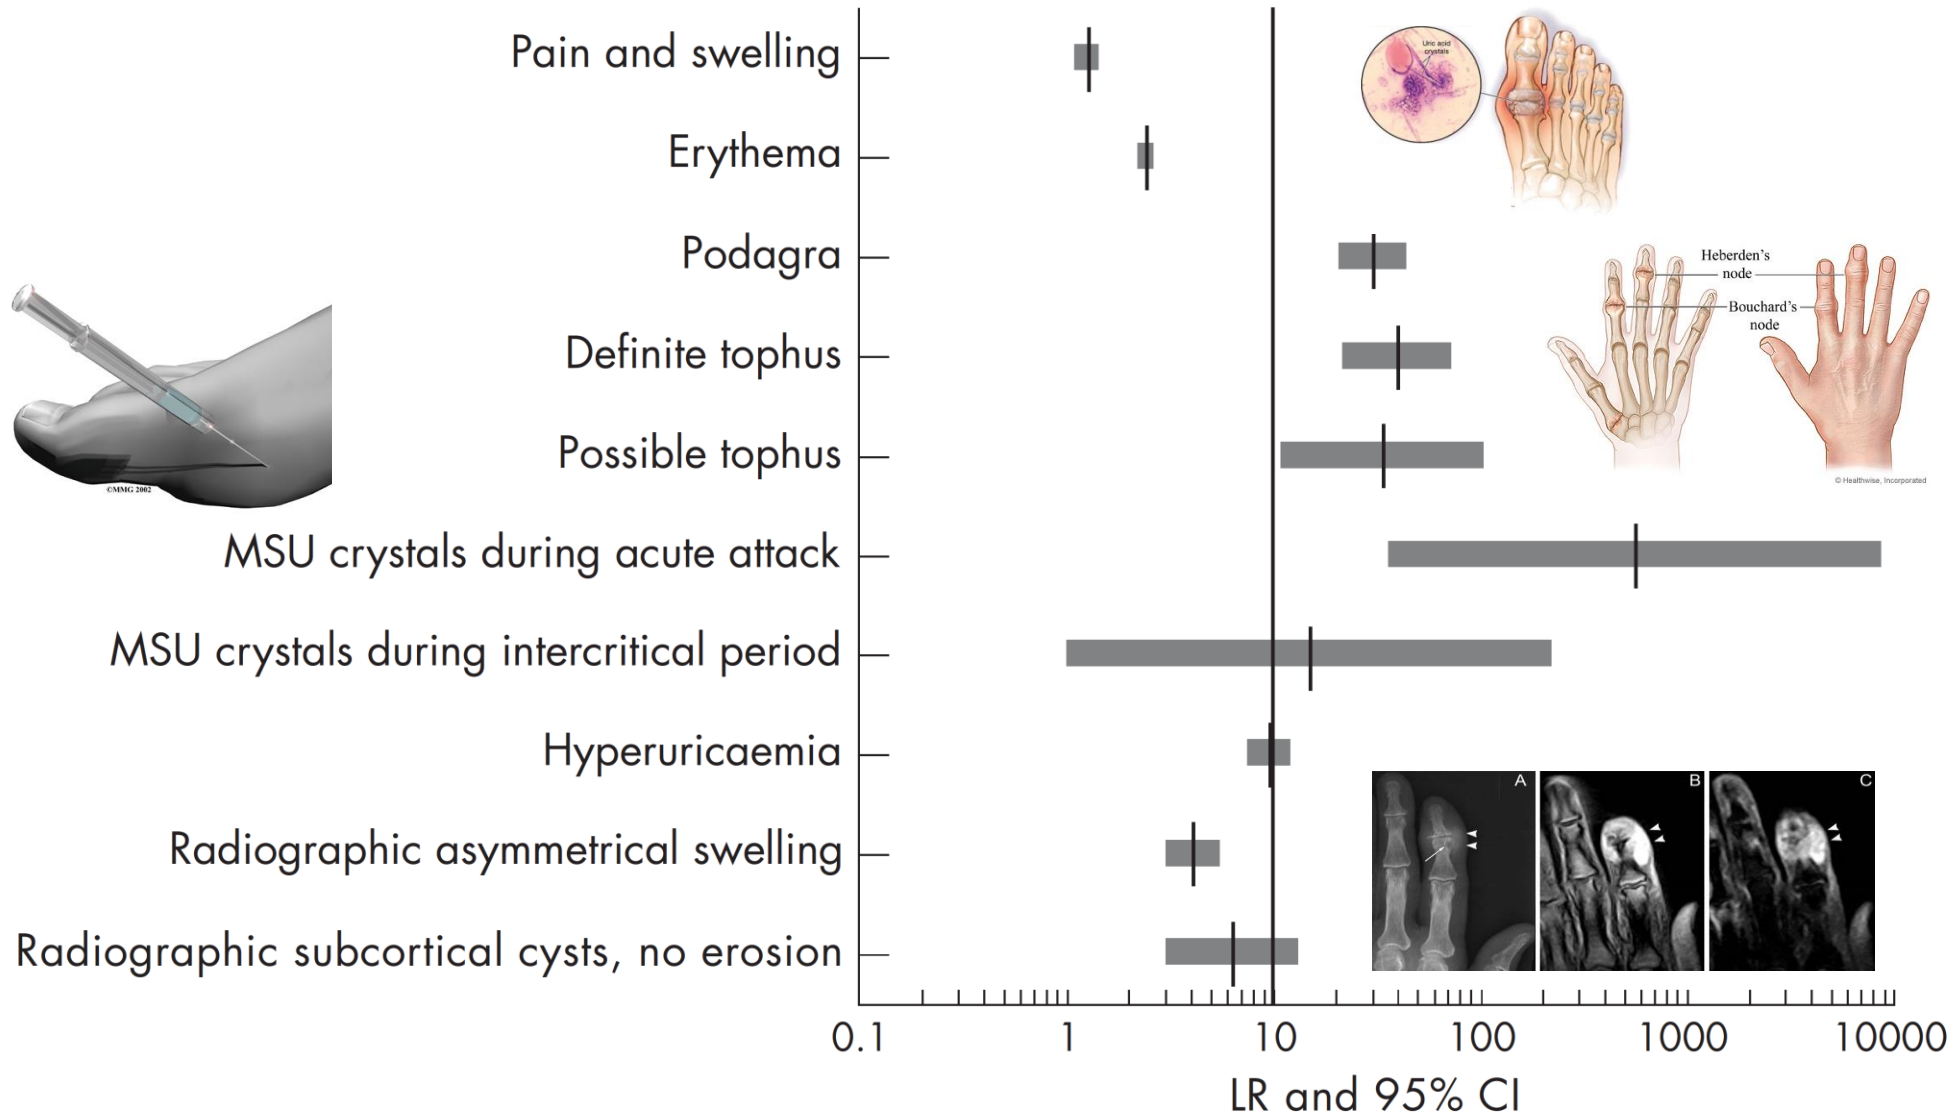 Pain and swelling
Erythema
Podagra
Definite tophus
Possible tophus
MSU crystals during acute attack
MSU crystals during intercritical period
Hyperuricaemia
Radiographic asymmetrical swelling
Radiographic subcortical cysts, no erosion
0.1
1
10
100
1000
10000
LR and 95% CI
Uric acid
crystals
Heberden's
node
Bouchard's
node
© Healthwise, Incorporated
©MMG 2002
A
B
C